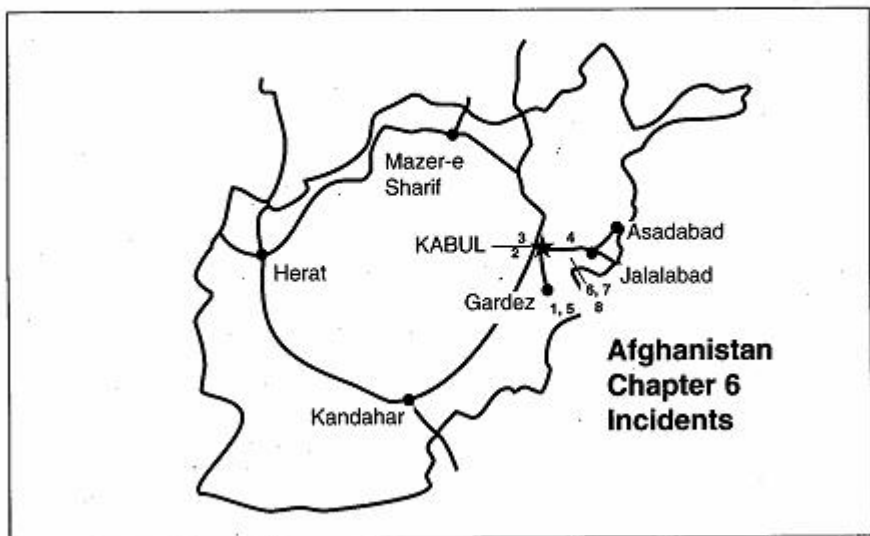 Mazer-e
Sharif
3
KABUL
2
4
Asadabad
Herat
Jalalabad
Gardez
6, 7
1, 5
8
Afghanistan
Chapter 6
Incidents
Kandahar